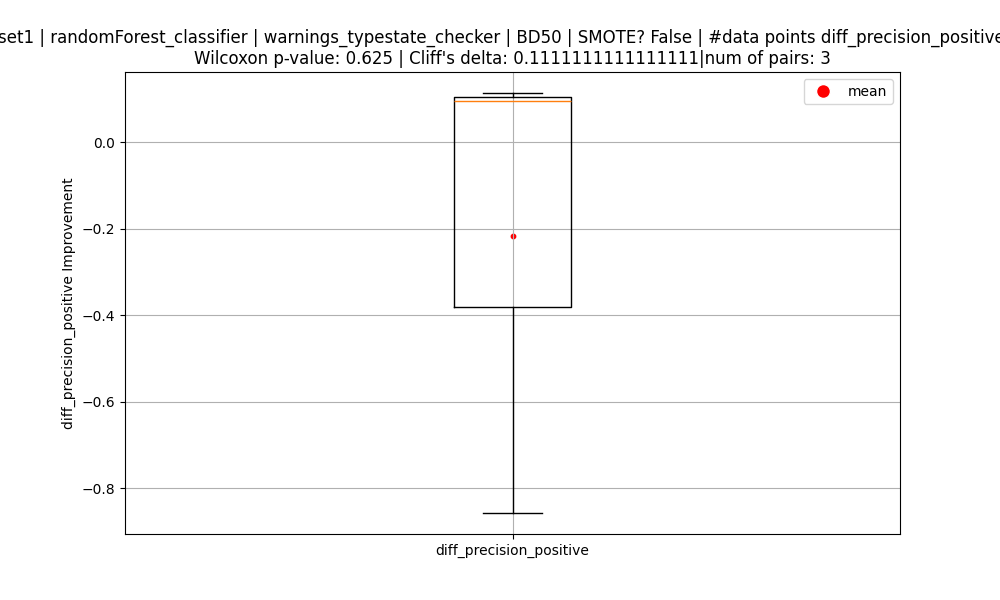 set1 | randomForest_classifier | warnings_typestate_checker | BD50 | SMOTE? False | #data points diff_precision_positive
Wilcoxon p-value: 0.625 | Cliff's delta: 0.1111111111111111|num of pairs: 3
mean
0.0
−0.2
−0.4
−0.6
−0.8
diff_precision_positive Improvement
diff_precision_positive